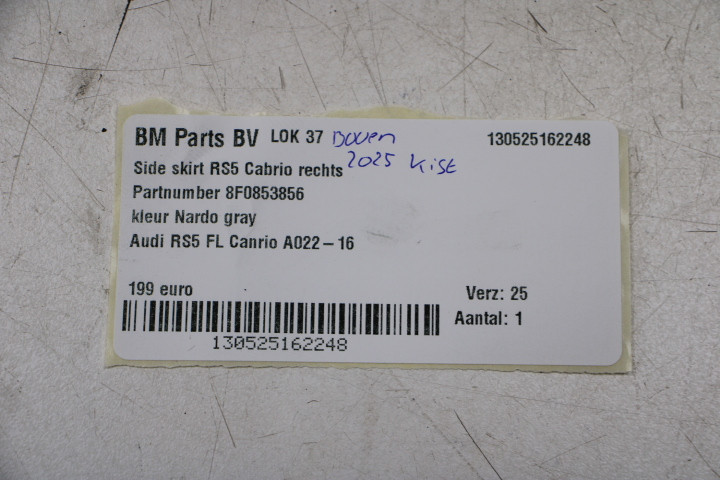 BM Parts BV LOK 37 Boven 130525162248
2025 Kist
Side skirt RS5 Cabrio rechts
Partnumber 8F0853856
kleur Nardo gray
Audi RS5 FL Canrio A022-16
199 euro Verz: 25
Aantal: 1
130525162248